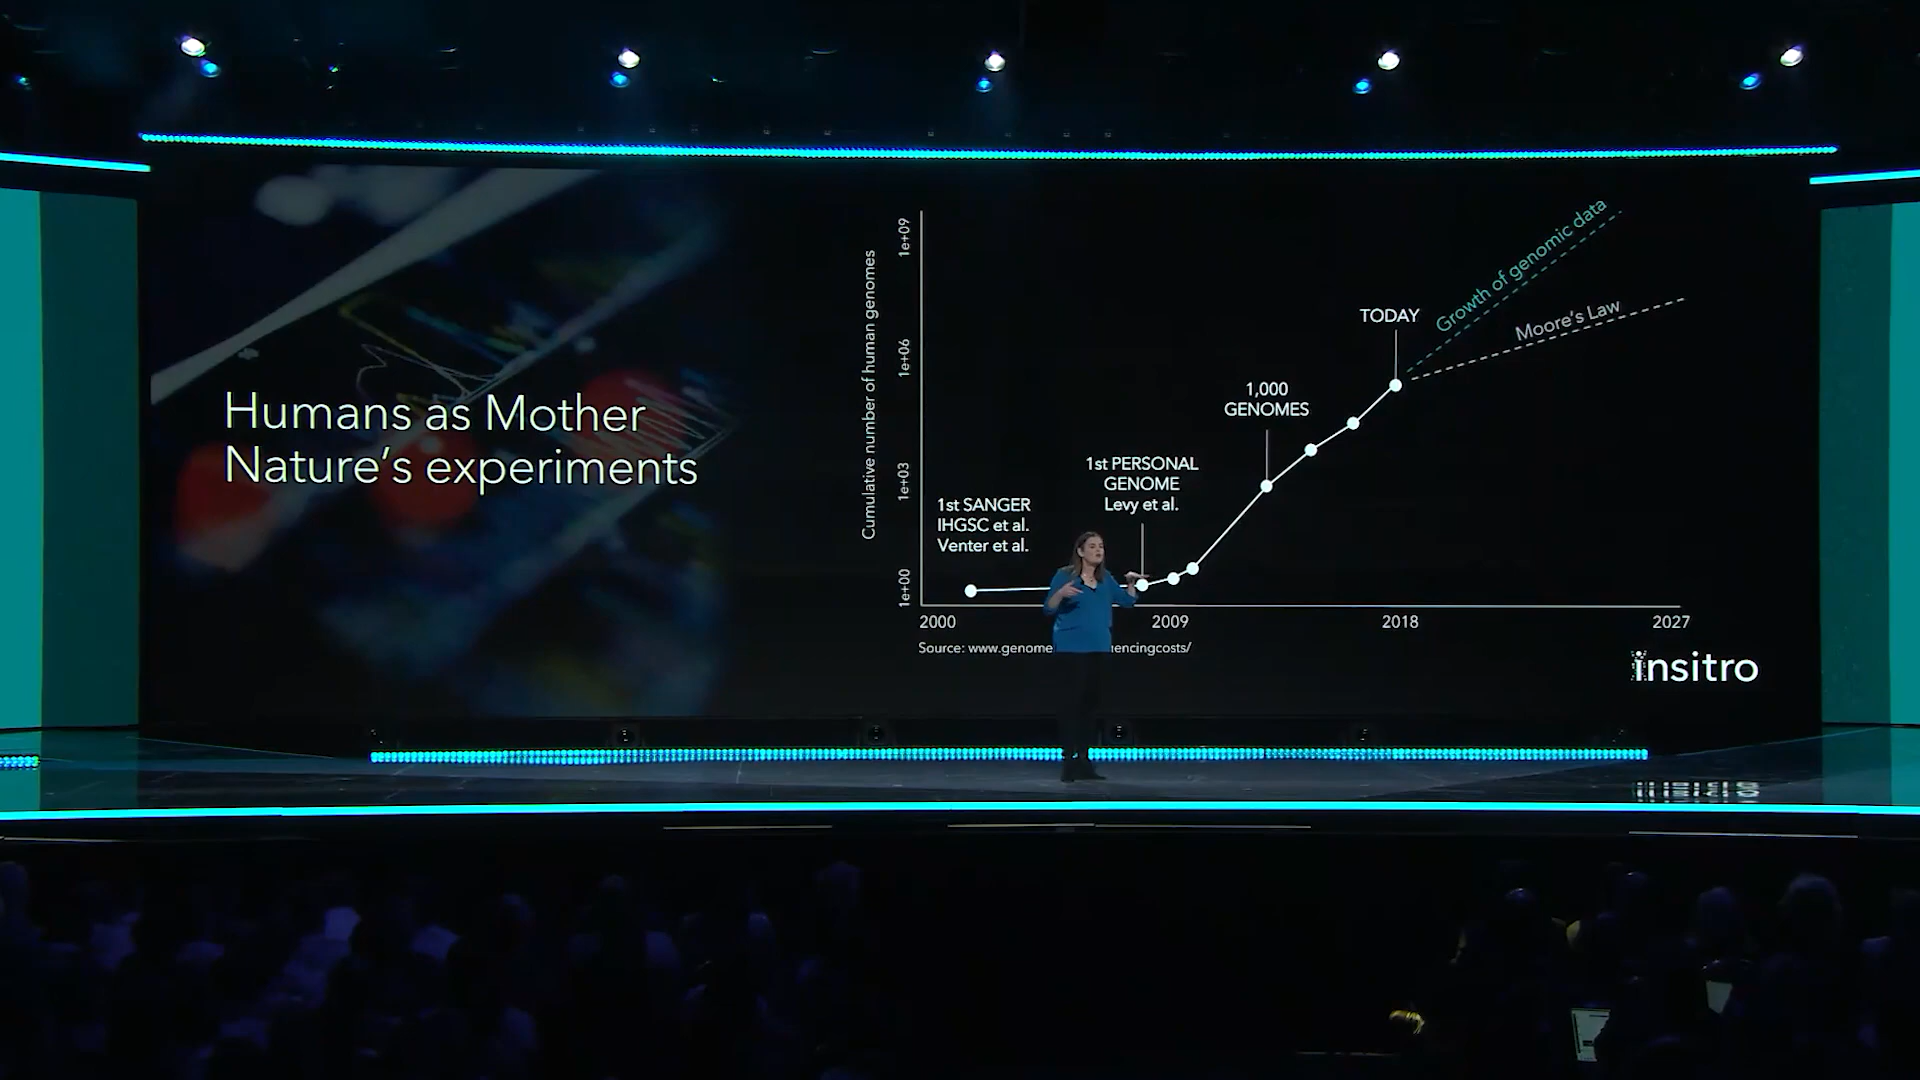 Humans as Mother
Nature's experiments
Cumulative number of human genomes
1e+09
1e+06
1e+03
1e+00
1st SANGER
IHGSC et al.
Venter et al.
1st PERSONAL
GENOME
Levy et al.
1,000
GENOMES
TODAY
Growth of genomic data
Moore's Law
2000
2009
2018
2027
Source: www.genome encingcosts/
insitro